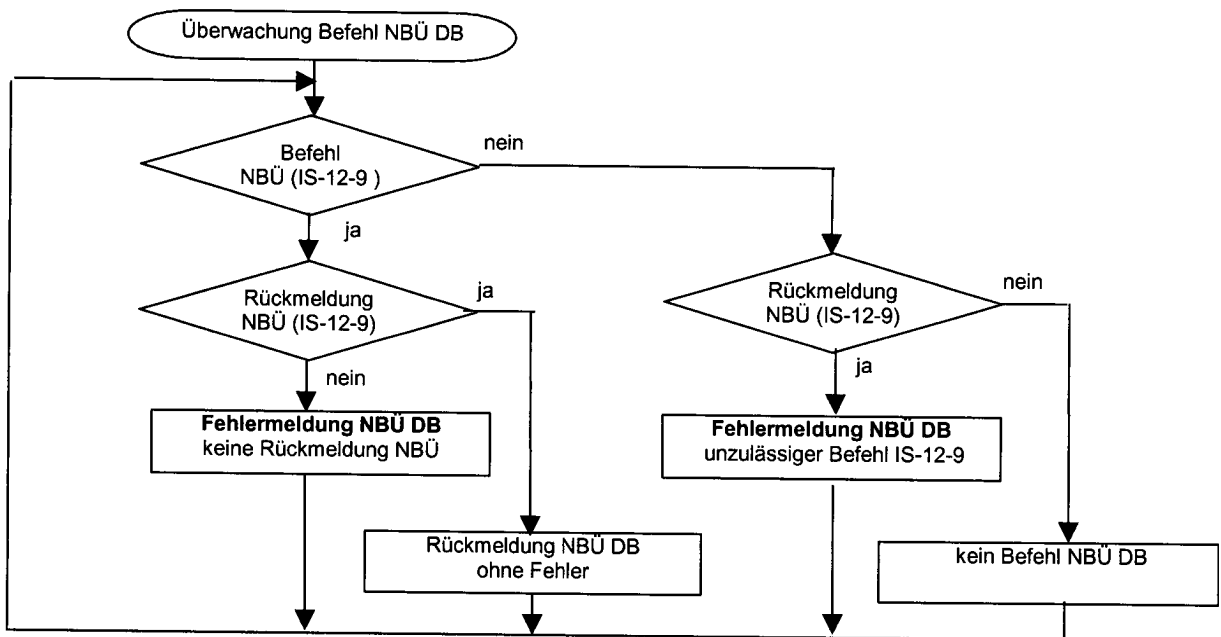 Überwachung Befehl NBÜ DB
Befehl
NBÜ (IS-12-9 )
nein
ja
Rückmeldung
NBÜ (IS-12-9)
ja
nein
Rückmeldung
NBÜ (IS-12-9)
nein
ja
Fehlermeldung NBÜ DB
keine Rückmeldung NBÜ
Fehlermeldung NBÜ DB
unzulässiger Befehl IS-12-9
Rückmeldung NBÜ DB
ohne Fehler
kein Befehl NBÜ DB